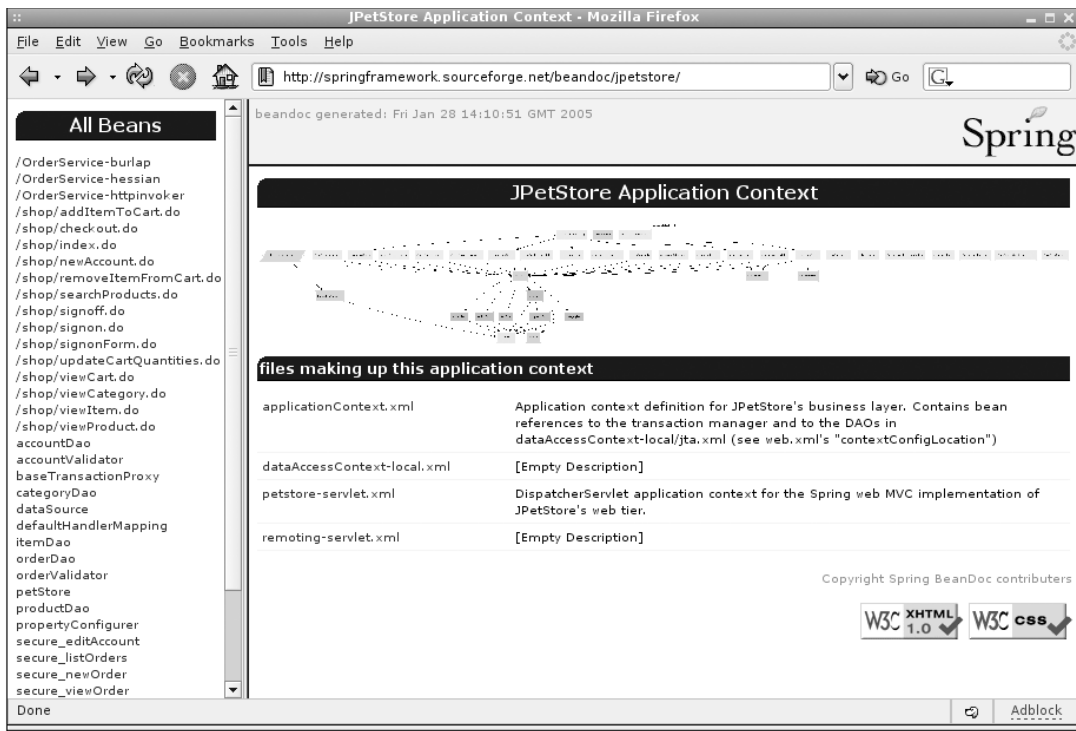 JPetStore Application Context - Mozilla Firefox
File Edit View Go Bookmarks Tools Help
http://springframework.sourceforge.net/beandoc/jpetstore/
Go
G
All Beans
/OrderService-burlap
/OrderService-hessian
/OrderService-httpinvoker
/shop/addItemToCart.do
/shop/checkout.do
/shop/index.do
/shop/newAccount.do
/shop/removeItemFromCart.do
/shop/searchProducts.do
/shop/signoff.do
/shop/signon.do
/shop/signonForm.do
/shop/updateCartQuantities.do
/shop/viewCart.do
/shop/viewCategory.do
/shop/viewItem.do
/shop/viewProduct.do
accountDao
accountValidator
baseTransactionProxy
categoryDao
dataSource
defaultHandlerMapping
itemDao
orderDao
orderValidator
petStore
productDao
propertyConfigurer
secure_editAccount
secure_listOrders
secure_newOrder
secure_viewOrder
beandoc generated: Fri Jan 28 14:10:51 GMT 2005
Spring
JPetStore Application Context
files making up this application context
applicationContext.xml
Application context definition for JPetStore's business layer. Contains bean
references to the transaction manager and to the DAOs in
dataAccessContext-local/jta.xml (see web.xml's "contextConfigLocation")
dataAccessContext-local.xml
[Empty Description]
petstore-servlet.xml
DispatcherServlet application context for the Spring web MVC implementation of
JPetStore's web tier.
remoting-servlet.xml
[Empty Description]
Copyright Spring BeanDoc contributers
W3C XHTML 1.0
W3C css
Done
Adblock